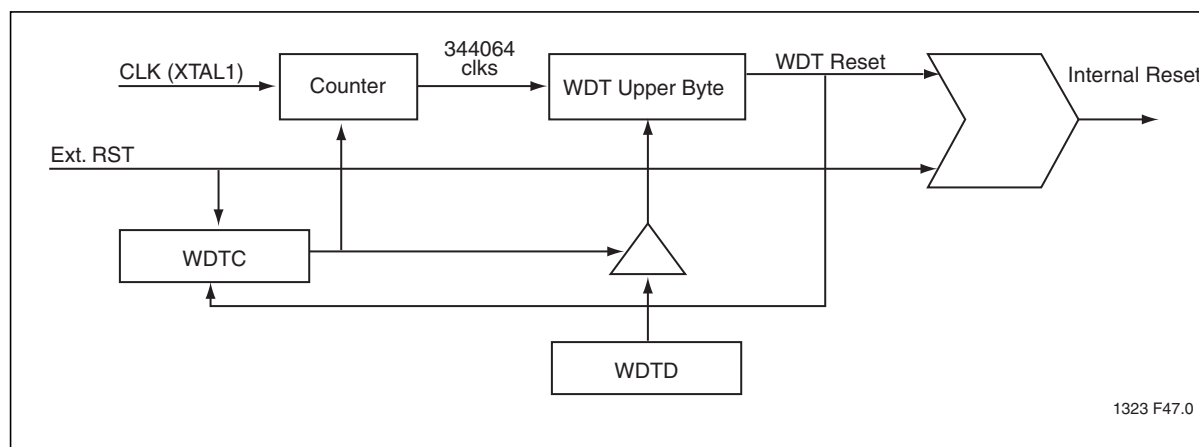 344064
clks
CLK (XTAL1)
Counter
WDT Upper Byte
WDT Reset
Internal Reset
Ext. RST
WDTC
WDTD
1323 F47.0